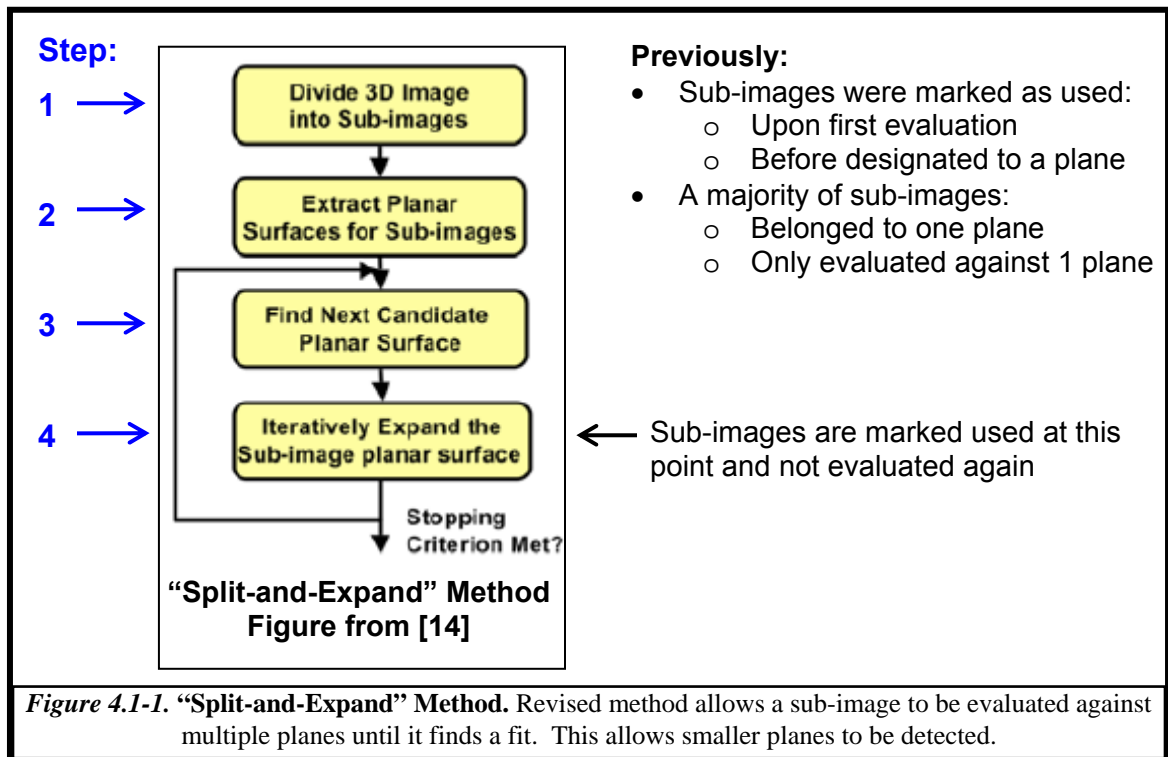 Step:
1
Divide 3D Image
into Sub-images
2
Extract Planar
Surfaces for Sub-images
3
Find Next Candidate
Planar Surface
4
Iteratively Expand the
Sub-image planar surface
Stopping
Criterion Met?
“Split-and-Expand” Method
Figure from [14]
Previously:
• Sub-images were marked as used:
o Upon first evaluation
o Before designated to a plane
• A majority of sub-images:
o Belonged to one plane
o Only evaluated against 1 plane
Sub-images are marked used at this
point and not evaluated again
Figure 4.1-1. “Split-and-Expand” Method. Revised method allows a sub-image to be evaluated against
multiple planes until it finds a fit. This allows smaller planes to be detected.